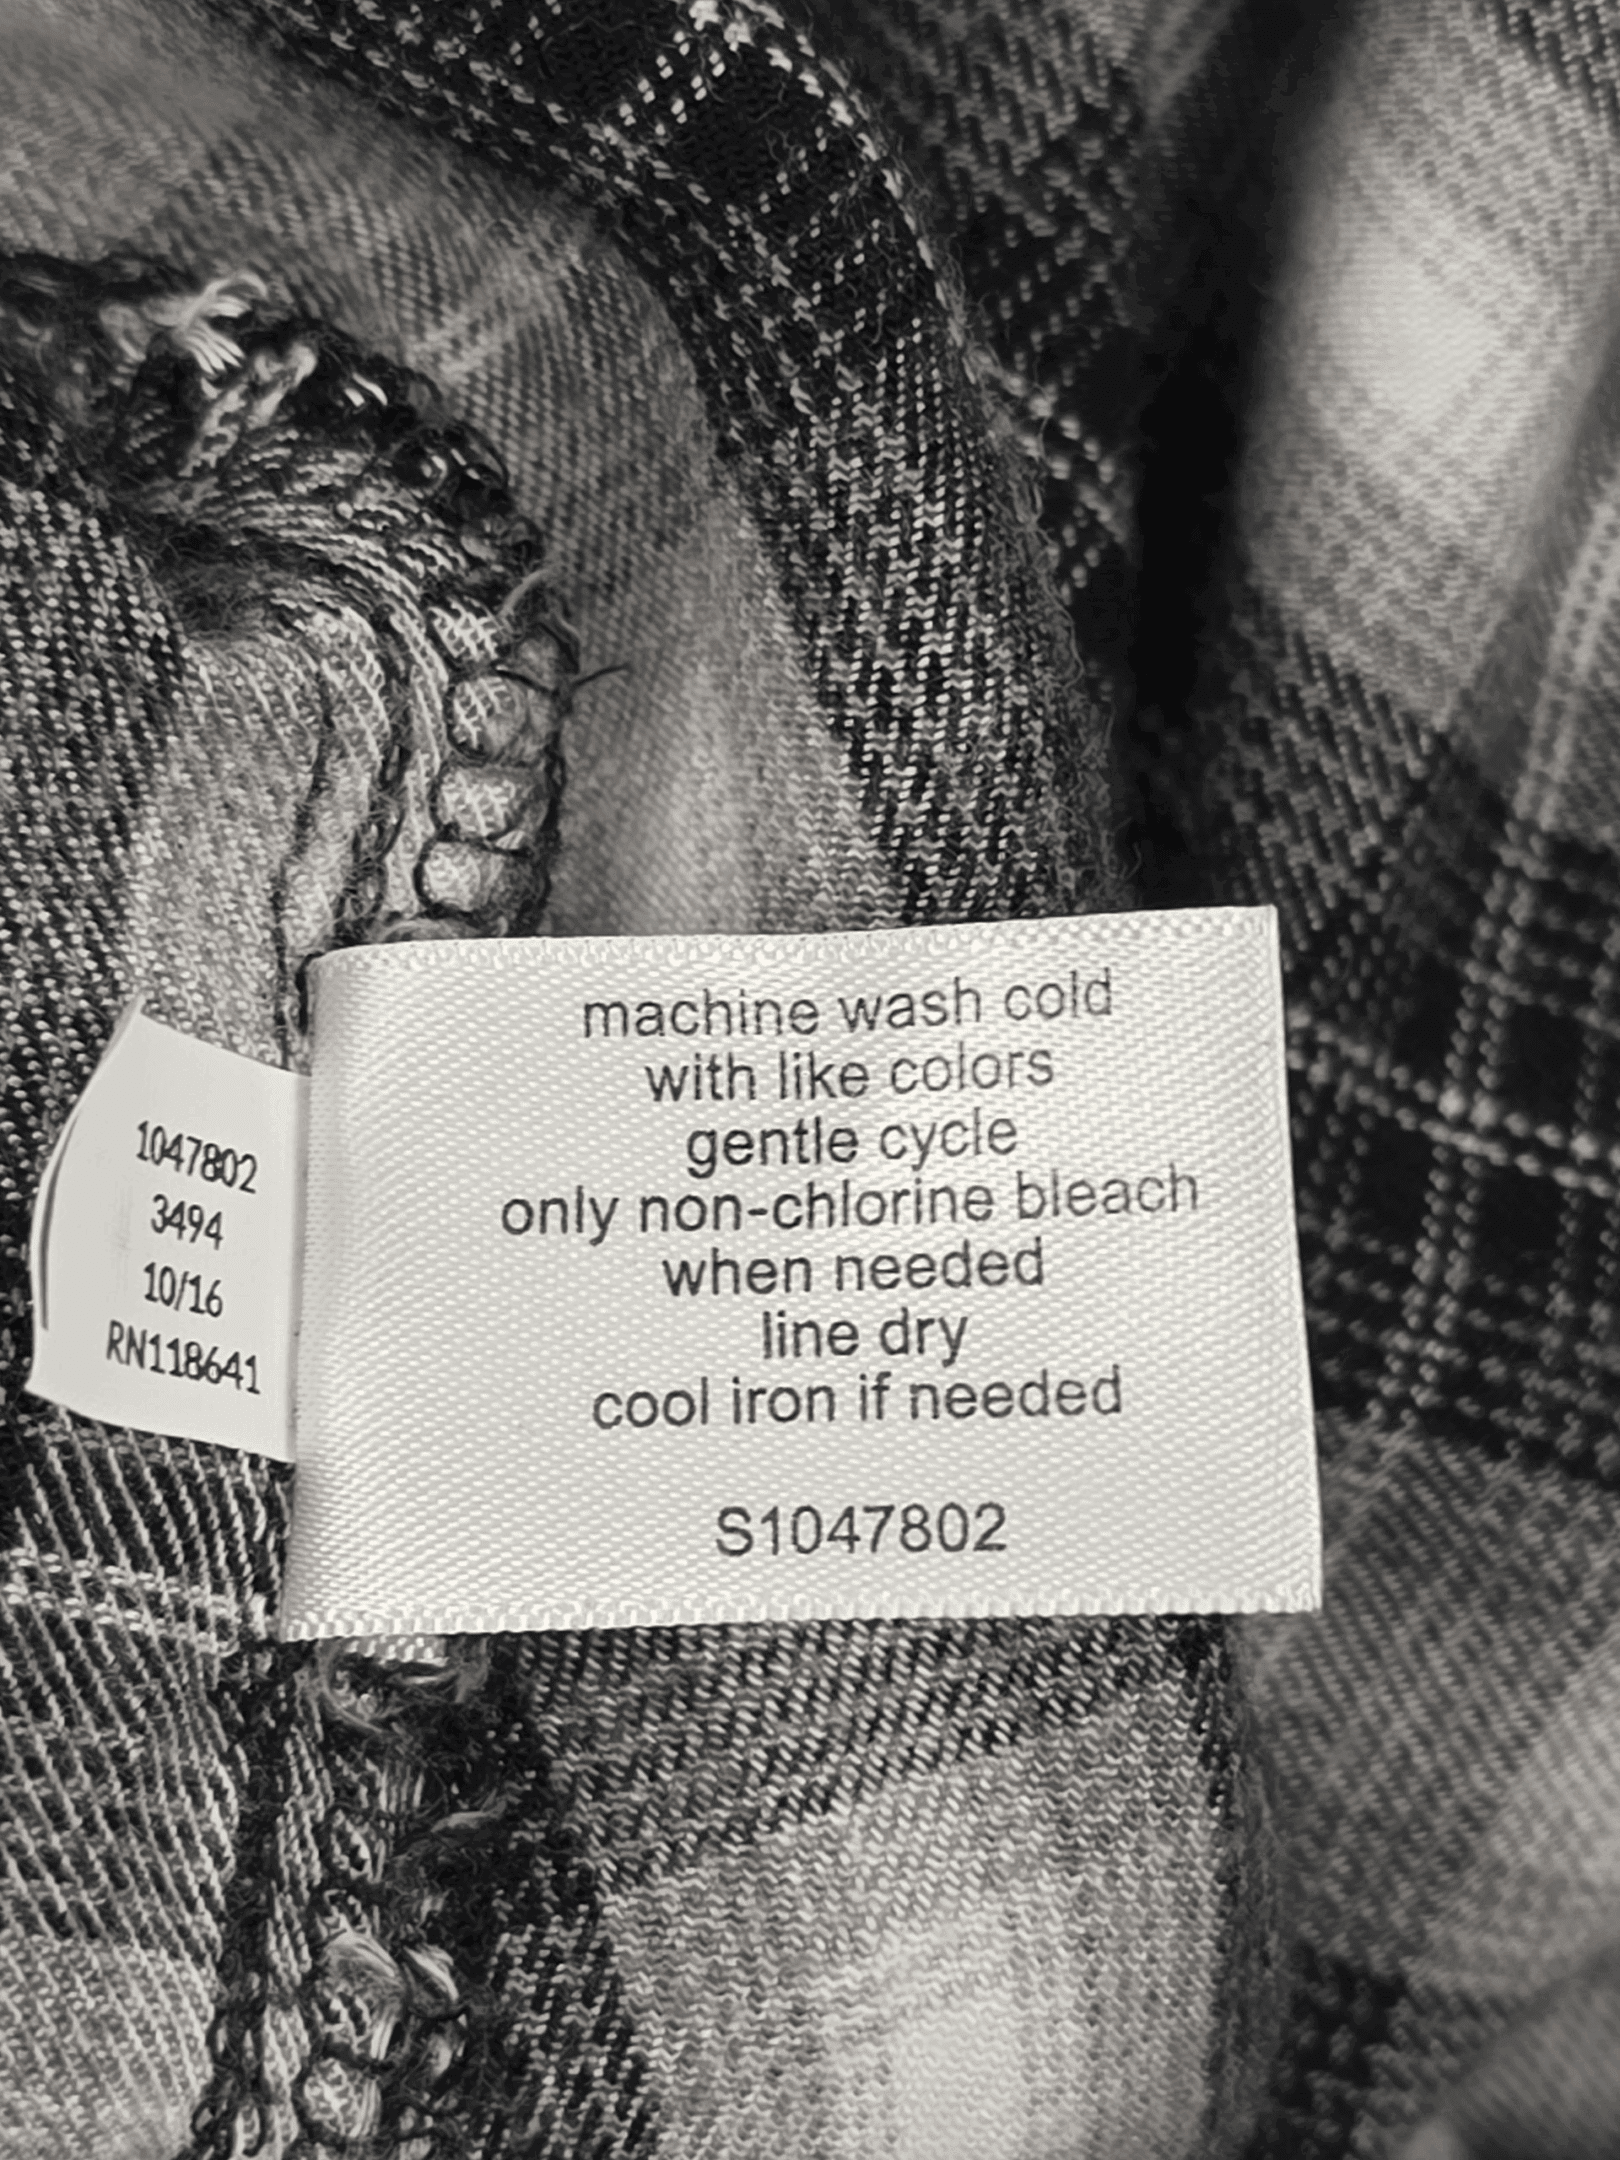 machine wash cold
with like colors
gentle cycle
only non-chlorine bleach
when needed
line dry
cool iron if needed
S1047802
1047802
3494
10/16
RN118641